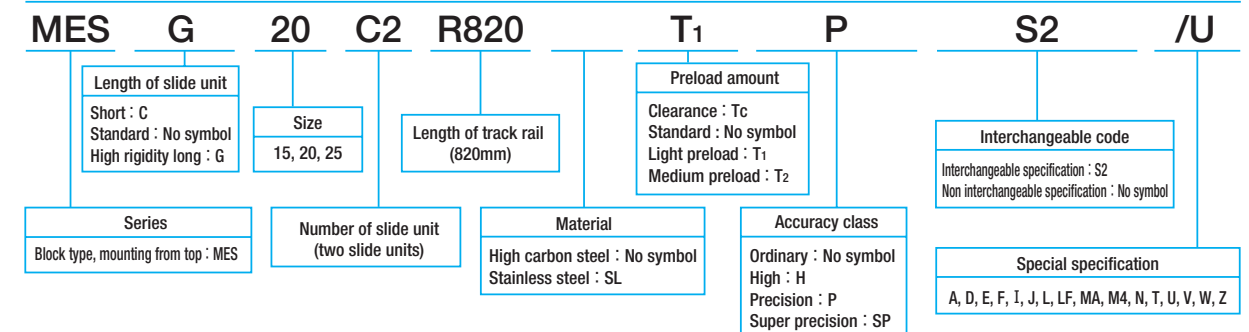 MES G 20 C2 R820 T1 P S2 /U
Length of slide unit
Short：C
Standard：No symbol
High rigidity long：G
Size
15, 20, 25
Length of track rail
(820mm)
Preload amount
Clearance：Tc
Standard : No symbol
Light preload：T1
Medium preload：T2
Interchangeable code
Interchangeable specification：S2
Non interchangeable specification：No symbol
Series
Block type, mounting from top：MES
Number of slide unit
(two slide units)
Material
High carbon steel：No symbol
Stainless steel：SL
Accuracy class
Ordinary：No symbol
High：H
Precision：P
Super precision：SP
Special specification
A, D, E, F, I, J, L, LF, MA, M4, N, T, U, V, W, Z